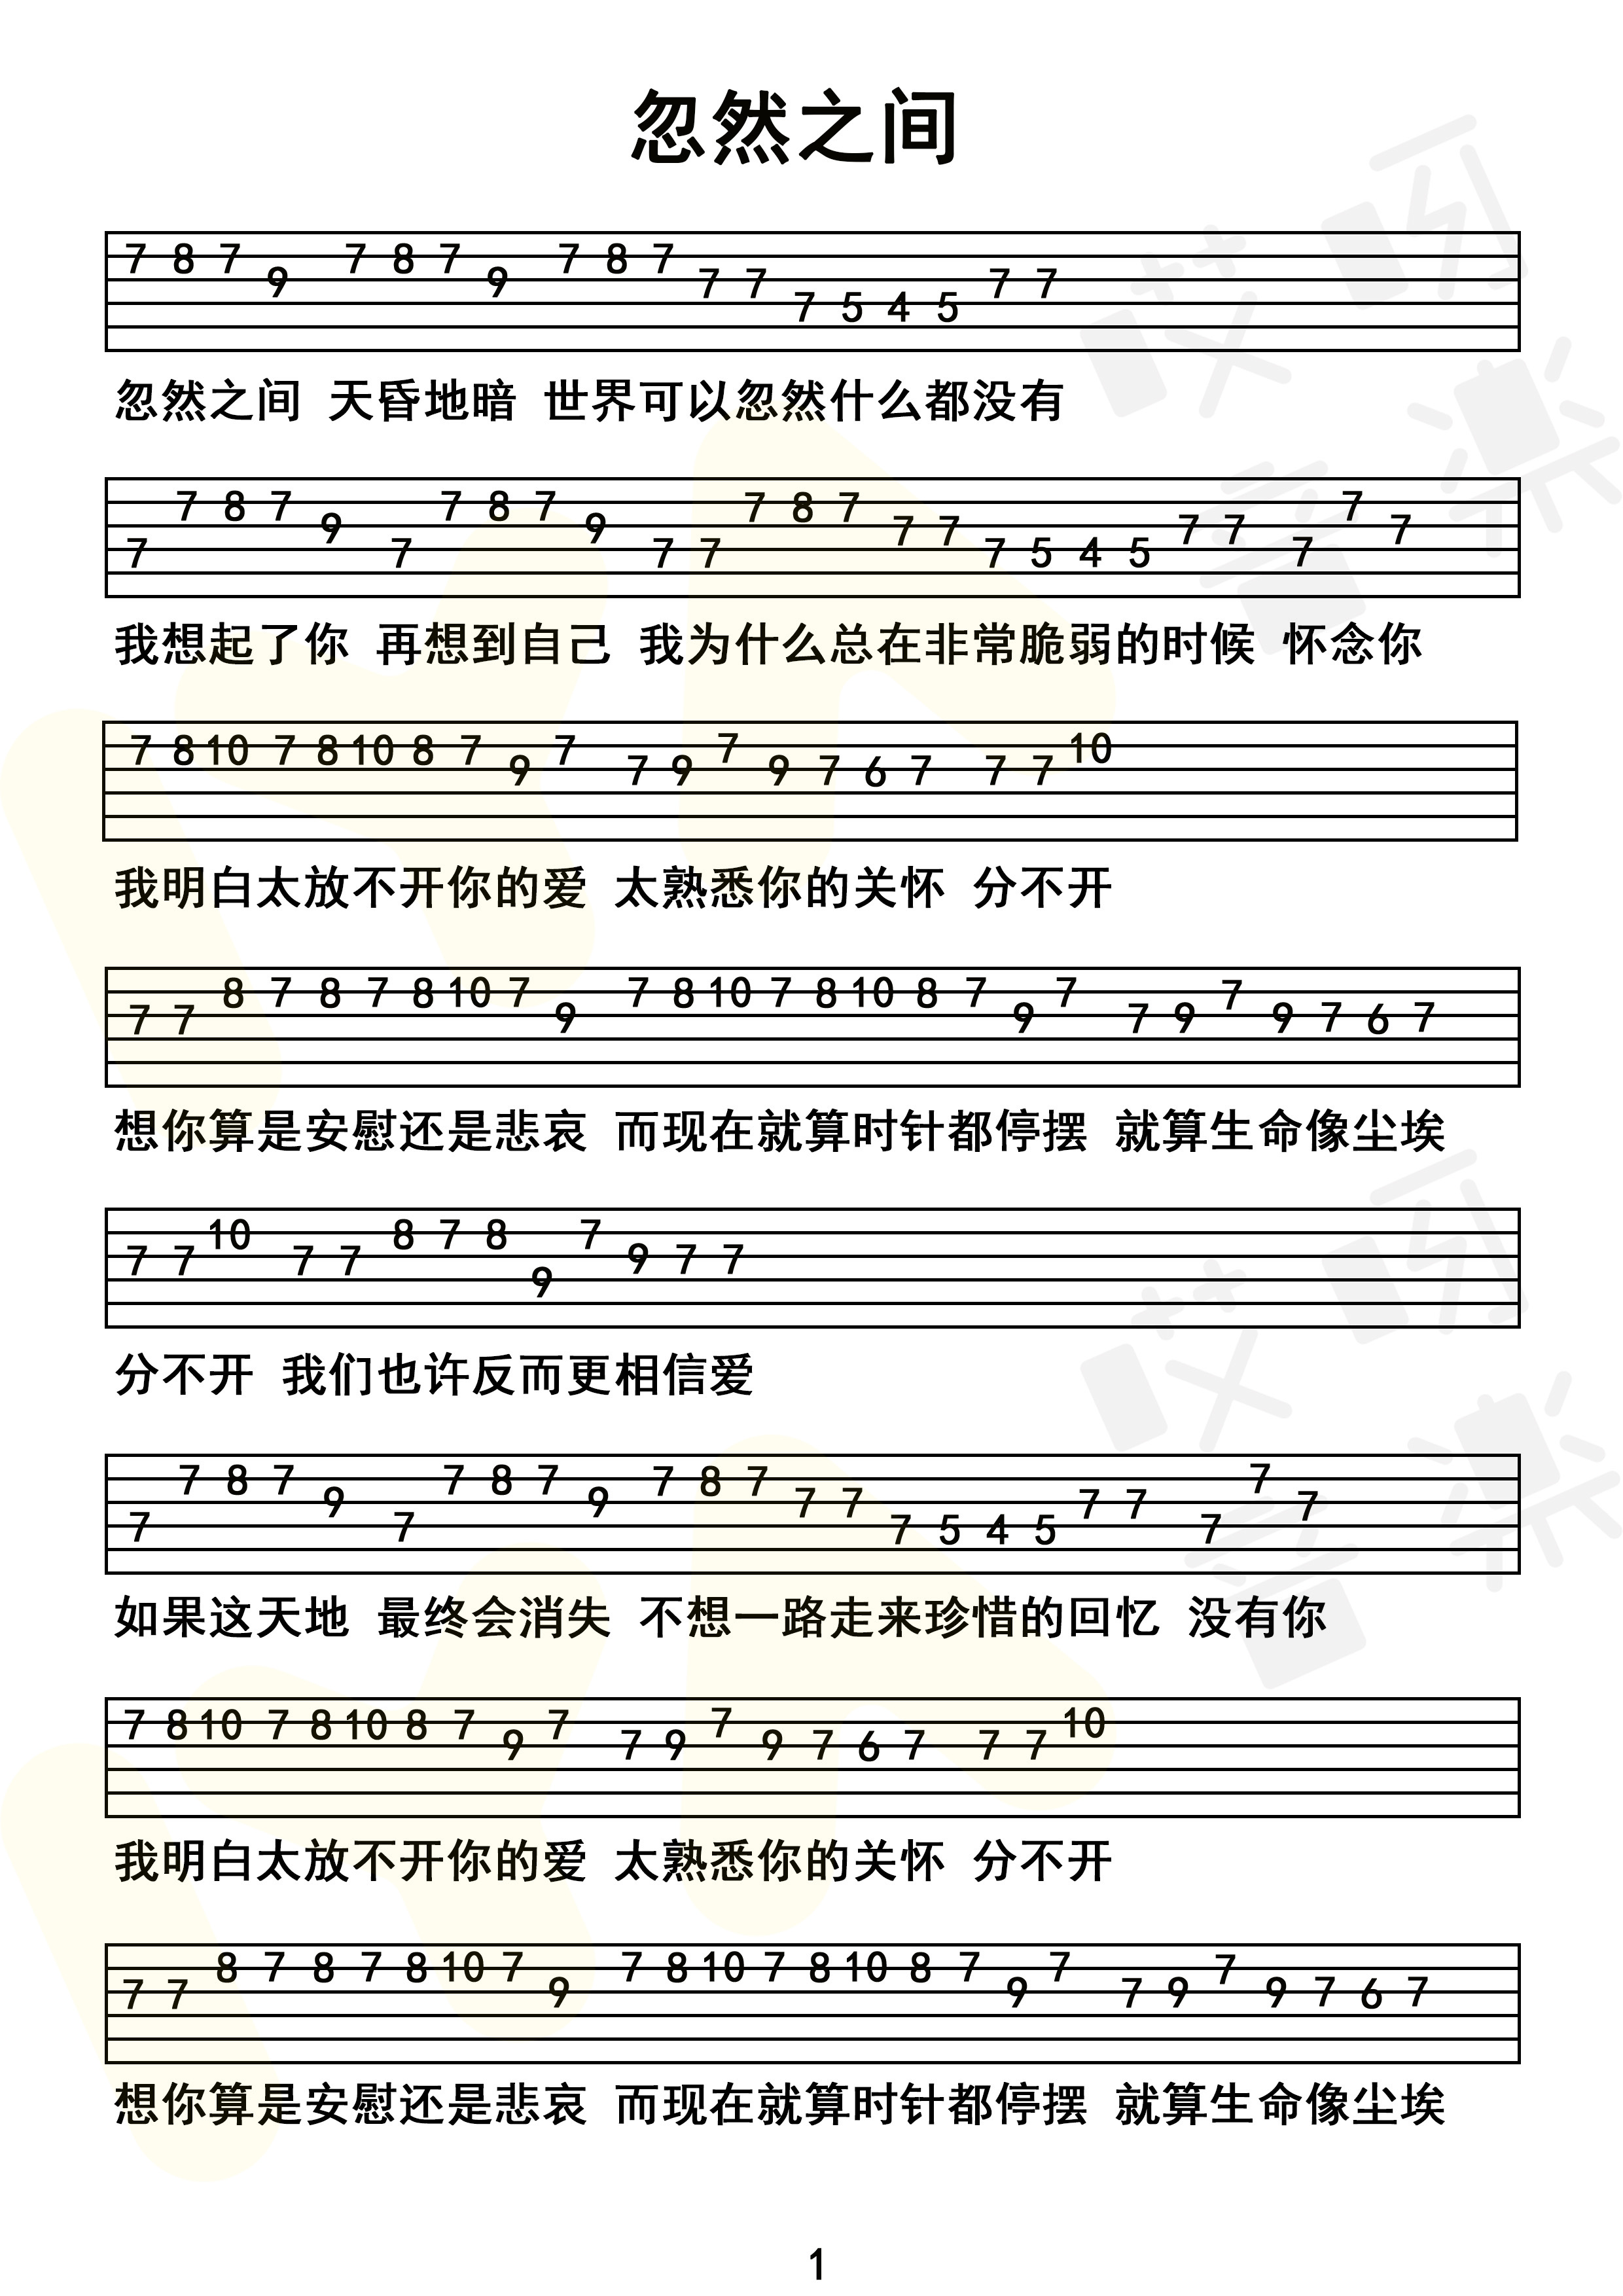 忽然之间
7 8 7 9 7 8 7 9 7 8 7 7 7 7 5 4 5 7 7
忽然之间 天昏地暗 世界可以忽然什么都没有
7 7 8 7 9 7 7 8 7 9 7 7 7 8 7 7 7 7 5 4 5 7 7 7 7 7
我想起了你 再想到自己 我为什么总在非常脆弱的时候 怀念你
7 8 10 7 8 10 8 7 9 7 7 9 7 9 7 6 7 7 7 10
我明白太放不开你的爱 太熟悉你的关怀 分不开
7 7 8 7 8 7 8 10 7 9 7 8 10 7 8 10 8 7 9 7 7 9 7 9 7 6 7
想你算是安慰还是悲哀 而现在就算时针都停摆 就算生命像尘埃
7 7 10 7 7 8 7 8 9 7 9 7 7
分不开 我们也许反而更相信爱
7 7 8 7 9 7 7 8 7 9 7 8 7 7 7 7 5 4 5 7 7 7 7 7
如果这天地 最终会消失 不想一路走来珍惜的回忆 没有你
7 8 10 7 8 10 8 7 9 7 7 9 7 9 7 6 7 7 7 10
我明白太放不开你的爱 太熟悉你的关怀 分不开
7 7 8 7 8 7 8 10 7 9 7 8 10 7 8 10 8 7 9 7 7 9 7 9 7 6 7
想你算是安慰还是悲哀 而现在就算时针都停摆 就算生命像尘埃
1